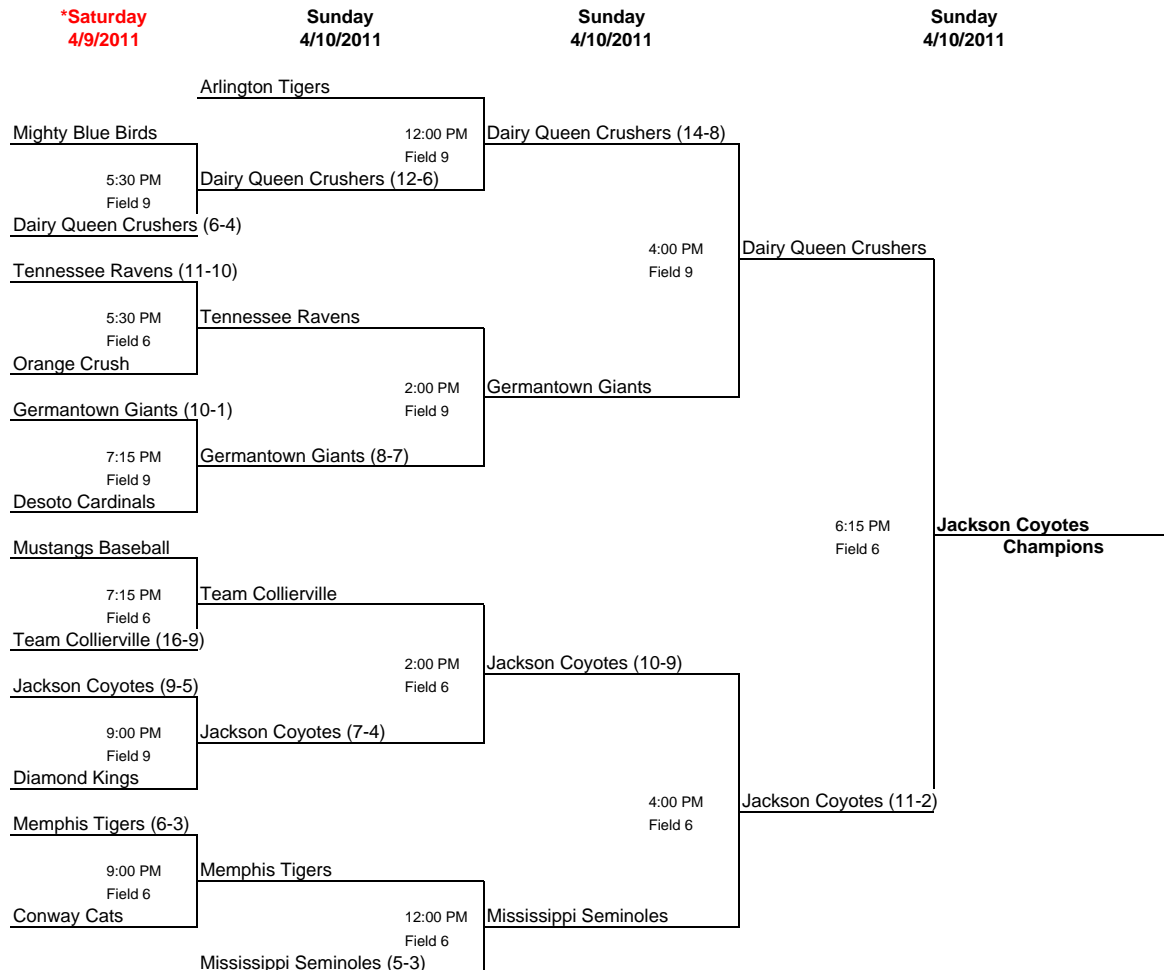 *Saturday Sunday Sunday Sunday
4/9/2011 4/10/2011 4/10/2011 4/10/2011
Arlington Tigers
Mighty Blue Birds 12:00 PM Dairy Queen Crushers (14-8)
Field 9
5:30 PM Dairy Queen Crushers (12-6)
Field 9
Dairy Queen Crushers (6-4)
4:00 PM Dairy Queen Crushers
Tennessee Ravens (11-10) Field 9
5:30 PM Tennessee Ravens
Field 6
Orange Crush
2:00 PM Germantown Giants
Germantown Giants (10-1) Field 9
7:15 PM Germantown Giants (8-7)
Field 9
Desoto Cardinals
6:15 PM Jackson Coyotes
Mustangs Baseball Field 6 Champions
7:15 PM Team Collierville
Field 6
Team Collierville (16-9)
2:00 PM Jackson Coyotes (10-9)
Jackson Coyotes (9-5) Field 6
9:00 PM Jackson Coyotes (7-4)
Field 9
Diamond Kings
4:00 PM Jackson Coyotes (11-2)
Memphis Tigers (6-3) Field 6
9:00 PM Memphis Tigers
Field 6
Conway Cats 12:00 PM Mississippi Seminoles
Field 6
Mississippi Seminoles (5-3)